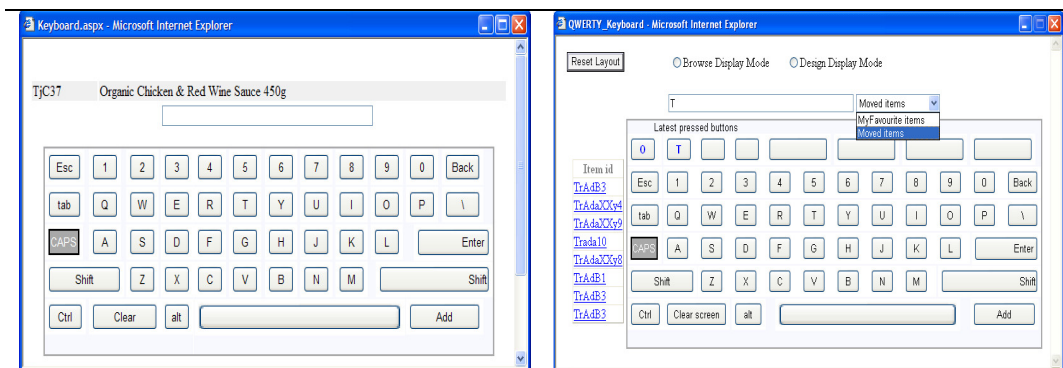 Keyboard.aspx - Microsoft Internet Explorer
TjC37 Organic Chicken & Red Wine Sauce 450g
Esc 1 2 3 4 5 6 7 8 9 0 Back
tab Q W E R T Y U I O P \
CAPS A S D F G H J K L Enter
Shift Z X C V B N M Shift
Ctrl Clear alt Add
QWERTY_Keyboard - Microsoft Internet Explorer
Reset Layout Browse Display Mode Design Display Mode
T Moved items
MyFavourite items
Moved items
Latest pressed buttons
0 T
Item id
TrAdB3
TrAdaXXy4
TrAdaXXy9
Trada10
TrAdaXXy8
TrAdB1
TrAdB3
TrAdB3
Esc 1 2 3 4 5 6 7 8 9 0 Back
tab Q W E R T Y U I O P \
CAPS A S D F G H J K L Enter
Shift Z X C V B N M Shift
Ctrl Clear screen alt Add